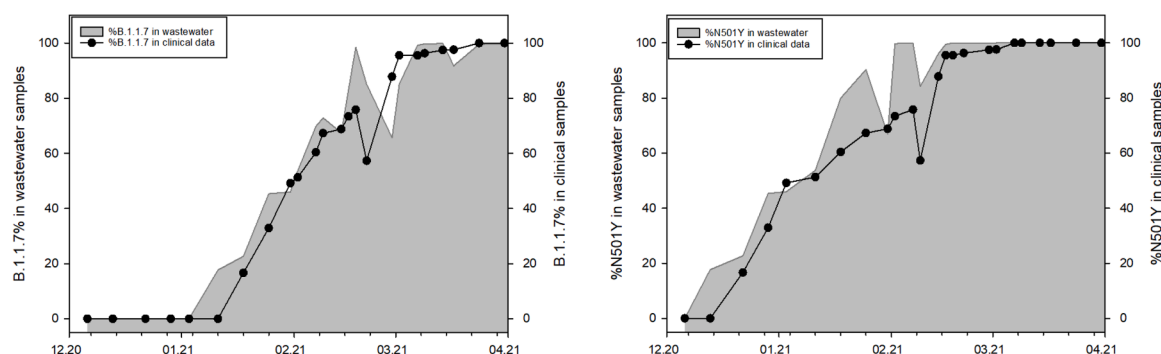 %B.1.1.7 in wastewater
%B.1.1.7 in clinical data
B.1.1.7% in wastewater samples
100
80
60
40
20
0
100
80
60
40
20
0
B.1.1.7% in clinical samples
12.20 01.21 02.21 03.21 04.21
%N501Y in wastewater
%N501Y in clinical data
%N501Y in wastewater samples
100
80
60
40
20
0
100
80
60
40
20
0
%N501Y in clinical samples
12.20 01.21 02.21 03.21 04.21